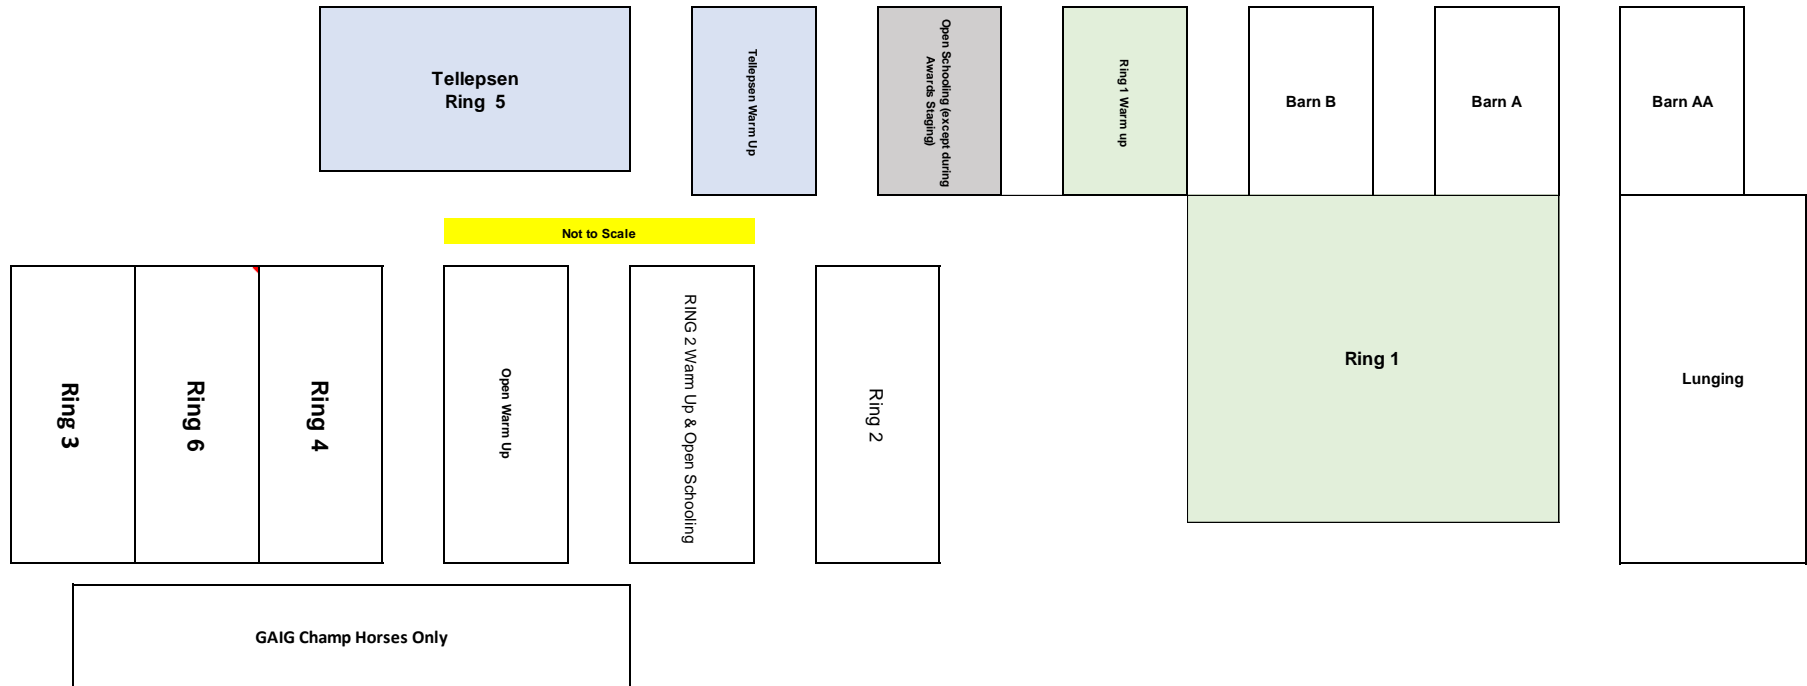 Tellepsen
Ring 5
Tellepsen Warm Up
Open Schooling (except during
Awards Staging)
Ring1 Warm up
Barn B
Barn A
Barn AA
Not to Scale
Ring 3
Ring 6
Ring 4
Open Warm Up
RING 2 Warm Up & Open Schooling
Ring 2
Ring 1
Lunging
GAIG Champ Horses Only